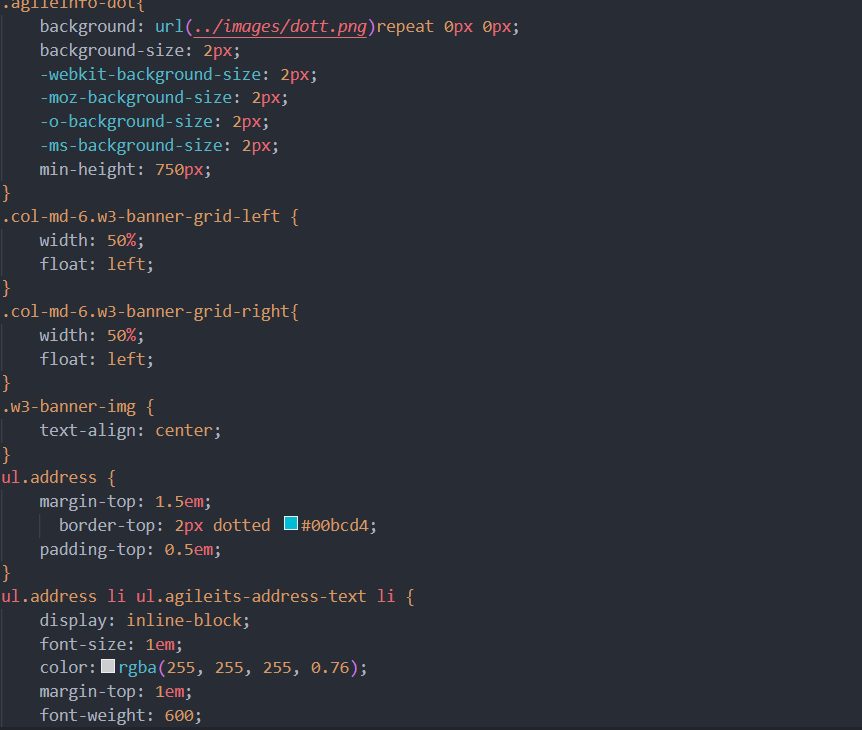 .agileinfo-dot{
    background: url(../images/dott.png)repeat 0px 0px;
    background-size: 2px;
    -webkit-background-size: 2px;
    -moz-background-size: 2px;
    -o-background-size: 2px;
    -ms-background-size: 2px;
    min-height: 750px;
}
.col-md-6.w3-banner-grid-left {
    width: 50%;
    float: left;
}
.col-md-6.w3-banner-grid-right{
    width: 50%;
    float: left;
}
.w3-banner-img {
    text-align: center;
}
ul.address {
    margin-top: 1.5em;
      border-top: 2px dotted #00bcd4;
    padding-top: 0.5em;
}
ul.address li ul.agileits-address-text li {
    display: inline-block;
    font-size: 1em;
    color:rgba(255, 255, 255, 0.76);
    margin-top: 1em;
    font-weight: 600;